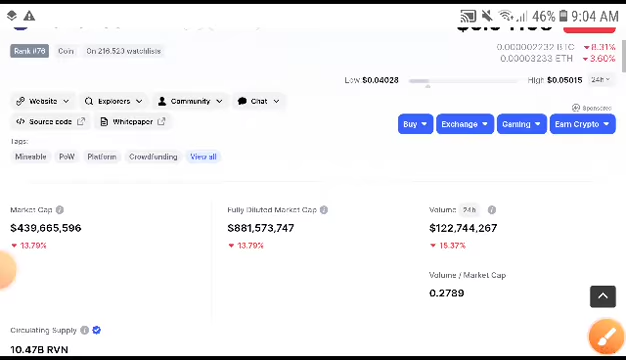 46% 9:04 AM
Rank #76 Coin On 216,523 watchlists
0.000002232 BTC 8.31%
0.00003233 ETH 3.60%
Low $0.04028 High $0.05015 24h
Website Explorers Community Chat
Sponsored
Source code Whitepaper
Buy Exchange Gaming Earn Crypto
Tags:
Mineable PoW Platform Crowdfunding View all
Market Cap Fully Diluted Market Cap Volume 24h
$439,665,596 $881,573,747 $122,744,267
13.79% 13.79% 15.37%
Volume / Market Cap
0.2789
Circulating Supply
10.47B RVN